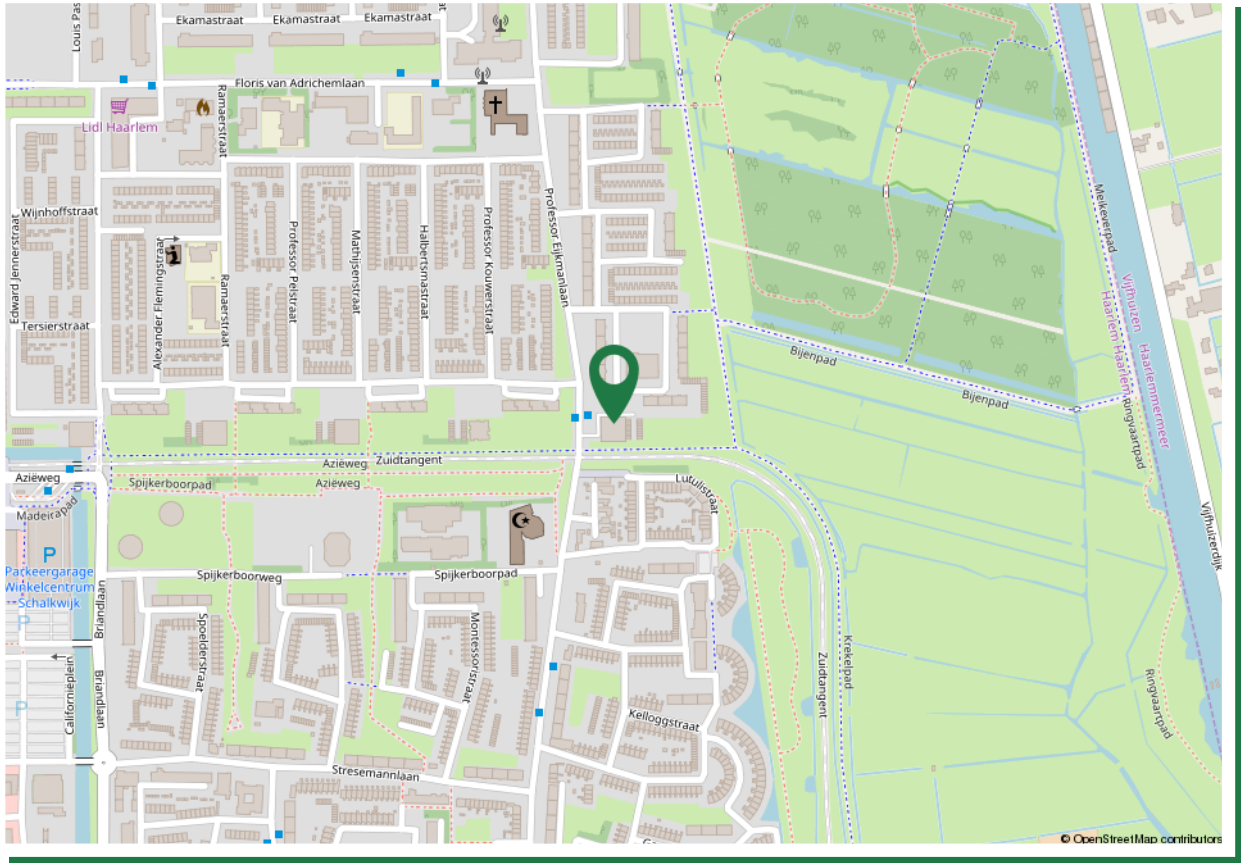 Louis Pas
Ekamastraat
Ekamastraat
Ekamastraat
Floris van Adrichemlaan
Lidl Haarlem
Ramaerstraat
Wijnhoffstraat
Edward Jennerstraat
Tersierstraat
Alexander Flemingstraat
Ramaerstraat
Professor Pelstraat
Mathijsenstraat
Halbertsmastraat
Professor Kouwerstraat
Professor Eijkmanlaan
Meikeverpad
Vijfhuizen Haarlemmermeer
Haarlem Haarlem
Bijenpad
Bijenpad
Ringvaartpad
Aziëweg
Zuidtangent
Aziëweg
Spijkerboorpad
Aziëweg
Madeirapad
Lutulistraat
Vijfhuizerdijk
P
Parkeergarage
Winkelcentrum
Schalkwijk
P
P
Briandlaan
Briandlaan
Spijkerboorweg
Spijkerboorpad
Spoelderstraat
Montessoristraat
Californieplein
Kelloggstraat
Stresemannlaan
Zuidtangent
Krekelpad
Ringvaartpad
© OpenStreetMap contributors